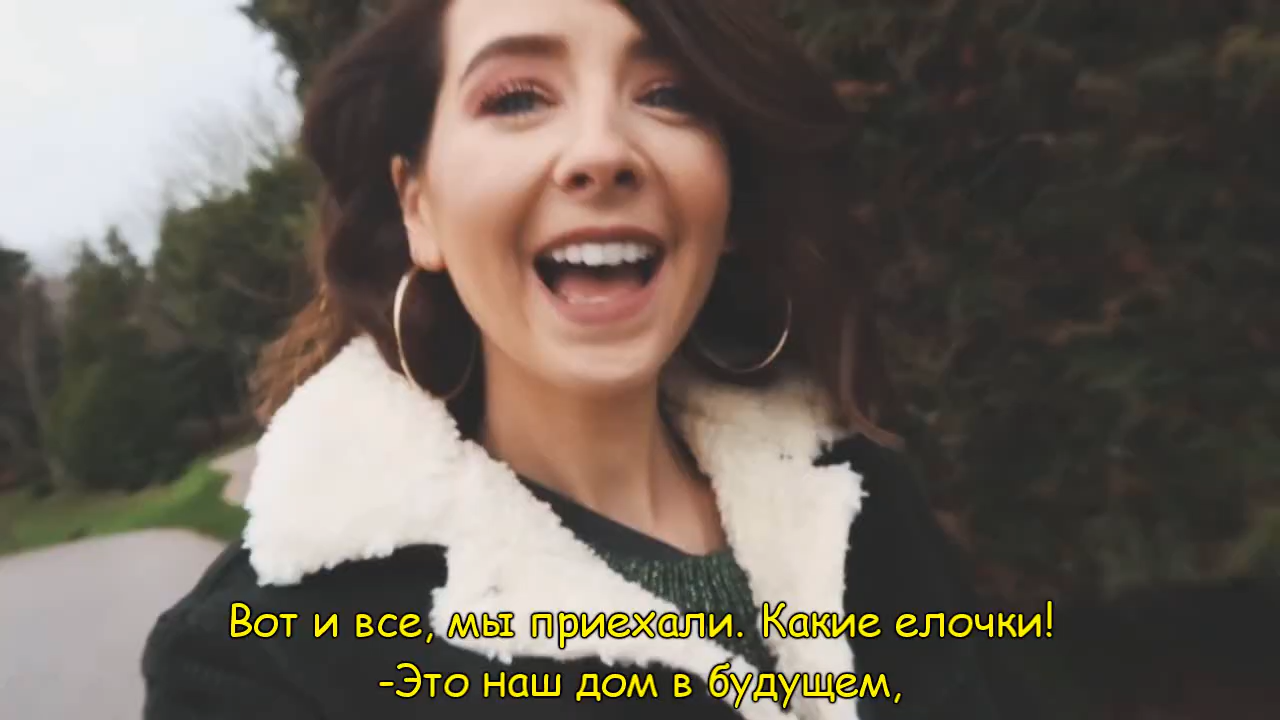 Вот и все, мы приехали. Какие елочки!
-Это наш дом в будущем,